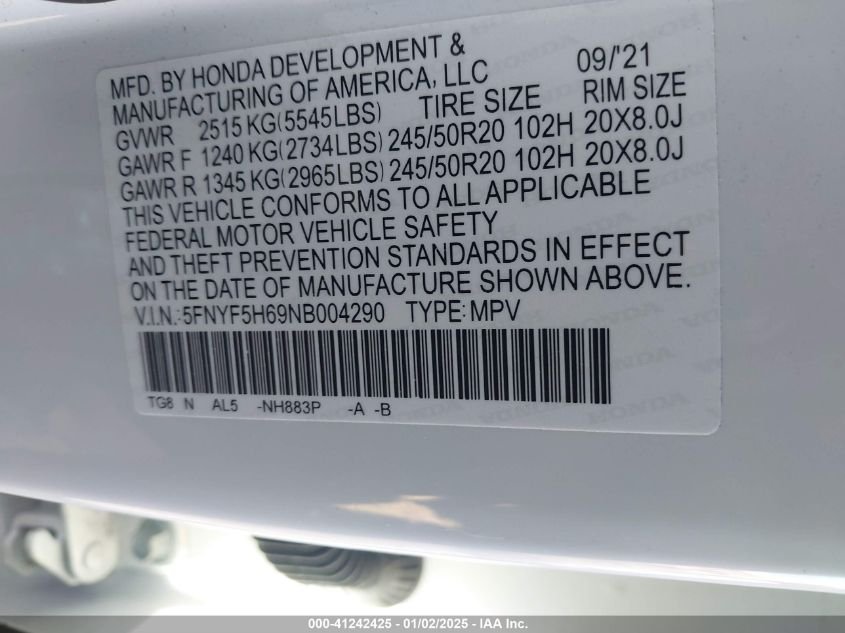 MFD. BY HONDA DEVELOPMENT &
MANUFACTURING OF AMERICA, LLC 09/'21
GVWR 2515 KG(5545LBS) TIRE SIZE RIM SIZE
GAWR F 1240 KG(2734LBS) 245/50R20 102H 20X8.0J
GAWR R 1345 KG(2965LBS) 245/50R20 102H 20X8.0J
THIS VEHICLE CONFORMS TO ALL APPLICABLE
FEDERAL MOTOR VEHICLE SAFETY
AND THEFT PREVENTION STANDARDS IN EFFECT
ON THE DATE OF MANUFACTURE SHOWN ABOVE.
V.I.N.:5FNYF5H69NB004290 TYPE: MPV
TG8 N AL5 -NH883P -A -B
000-41242425 - 01/02/2025 - IAA Inc.